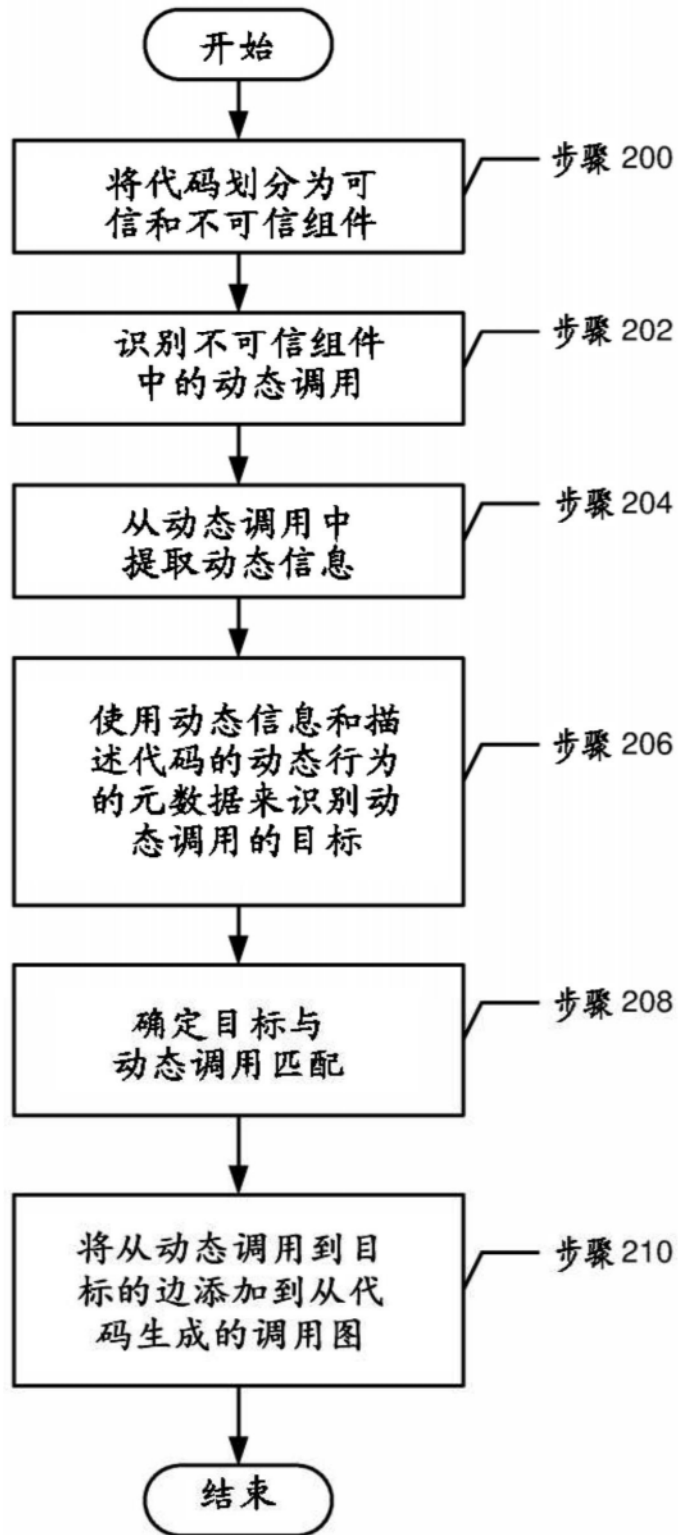 开始
将代码划分为可
信和不可信组件
步骤 200
识别不可信组件
中的动态调用
步骤 202
从动态调用中
提取动态信息
步骤 204
使用动态信息和描
述代码的动态行为
的元数据来识别动
态调用的目标
步骤 206
确定目标与
动态调用匹配
步骤 208
将从动态调用到目
标的边添加到从代
码生成的调用图
步骤 210
结束